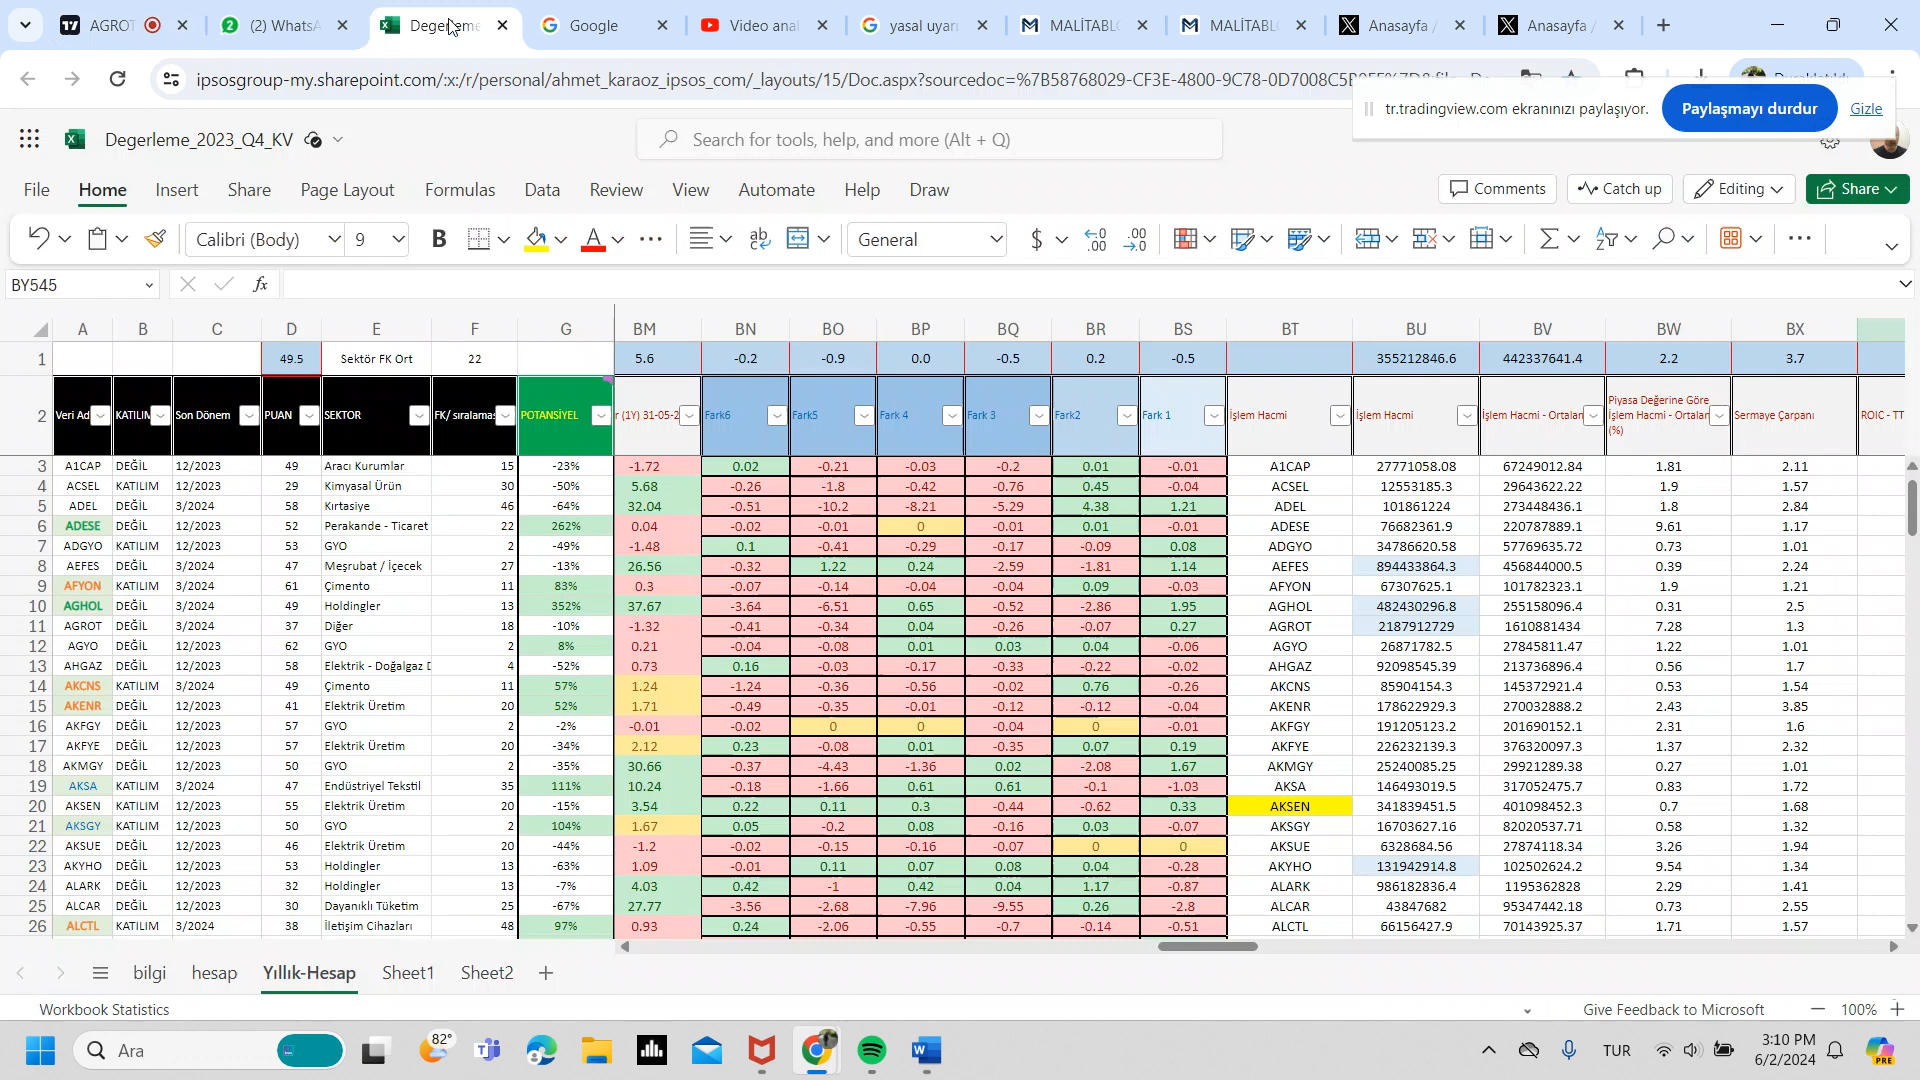 AGROT (2) WhatsA Degerleme Google Video anal yasal uyarı MALİTABLO MALİTABLO Anasayfa / Anasayfa /
ipsosgroup-my.sharepoint.com/:x:/r/personal/ahmet_karaoz_ipsos_com/_layouts/15/Doc.aspx?sourcedoc=%7B58768029-CF3E-4800-9C78-0D7008C5
tr.tradingview.com ekranınızı paylaşıyor. Paylaşmayı durdur Gizle
Degerleme_2023_Q4_KV Search for tools, help, and more (Alt + Q)
File Home Insert Share Page Layout Formulas Data Review View Automate Help Draw Comments Catch up Editing Share
Calibri (Body) 9 B A General $
BY545 fx
A B C D E F G BM BN BO BP BQ BR BS BT BU BV BW BX
1 49.5 Sektör FK Ort 22 5.6 -0.2 -0.9 0.0 -0.5 0.2 -0.5 355212846.6 442337641.4 2.2 3.7
2 Veri Ad KATILIN Son Dönem PUAN SEKTOR FK/ sıralamas POTANSİYEL r (1Y) 31-05-2 Fark6 Fark5 Fark 4 Fark 3 Fark2 Fark 1 İşlem Hacmi İşlem Hacmi İşlem Hacmi - Ortalan Piyasa Değerine Göre İşlem Hacmi - Ortalan (%) Sermaye Çarpanı ROIC - TT
3 A1CAP DEĞİL 12/2023 49 Aracı Kurumlar 15 -23% -1.72 0.02 -0.21 -0.03 -0.2 0.01 -0.01 A1CAP 27771058.08 67249012.84 1.81 2.11
4 ACSEL KATILIM 12/2023 29 Kimyasal Ürün 30 -50% 5.68 -0.26 -1.8 -0.42 -0.76 0.45 -0.04 ACSEL 12553185.3 29643622.22 1.9 1.57
5 ADEL DEĞİL 3/2024 58 Kırtasiye 46 -64% 32.04 -0.51 -10.2 -8.21 -5.29 4.38 1.21 ADEL 101861224 273448436.1 1.8 2.84
6 ADESE DEĞİL 12/2023 52 Perakande - Ticaret 22 262% 0.04 -0.02 -0.01 0 -0.01 0.01 -0.01 ADESE 76682361.9 220787889.1 9.61 1.17
7 ADGYO KATILIM 12/2023 53 GYO 2 -49% -1.48 0.1 -0.41 -0.29 -0.17 -0.09 0.08 ADGYO 34786620.58 57769635.72 0.73 1.01
8 AEFES DEĞİL 3/2024 47 Meşrubat / İçecek 27 -13% 26.56 -0.32 1.22 0.24 -2.59 -1.81 1.14 AEFES 894433864.3 456844000.5 0.39 2.24
9 AFYON KATILIM 3/2024 61 Çimento 11 83% 0.3 -0.07 -0.14 -0.04 -0.04 0.09 -0.03 AFYON 67307625.1 101782323.1 1.9 1.21
10 AGHOL DEĞİL 3/2024 49 Holdingler 13 352% 37.67 -3.64 -6.51 0.65 -0.52 -2.86 1.95 AGHOL 482430296.8 255158096.4 0.31 2.5
11 AGROT DEĞİL 3/2024 37 Diğer 18 -10% -1.32 -0.41 -0.34 0.04 -0.26 -0.07 0.27 AGROT 2187912729 1610881434 7.28 1.3
12 AGYO DEĞİL 12/2023 62 GYO 2 8% 0.21 -0.04 -0.08 0.01 0.03 0.04 -0.06 AGYO 26871782.5 27845811.47 1.22 1.01
13 AHGAZ DEĞİL 12/2023 58 Elektrik - Doğalgaz D 4 -52% 0.73 0.16 -0.03 -0.17 -0.33 -0.22 -0.02 AHGAZ 92098545.39 213736896.4 0.56 1.7
14 AKCNS KATILIM 3/2024 49 Çimento 11 57% 1.24 -1.24 -0.36 -0.56 -0.02 0.76 -0.26 AKCNS 85904154.3 145372921.4 0.53 1.54
15 AKENR DEĞİL 12/2023 41 Elektrik Üretim 20 52% 1.71 -0.49 -0.35 -0.01 -0.12 -0.12 -0.04 AKENR 178622929.3 270032888.2 2.43 3.85
16 AKFGY DEĞİL 12/2023 57 GYO 2 -2% -0.01 -0.02 0 0 -0.04 0 -0.01 AKFGY 191205123.2 201690152.1 2.31 1.6
17 AKFYE DEĞİL 12/2023 57 Elektrik Üretim 20 -34% 2.12 0.23 -0.08 0.01 -0.35 0.07 0.19 AKFYE 226232139.3 376320097.3 1.37 2.32
18 AKMGY DEĞİL 12/2023 50 GYO 2 -35% 30.66 -0.37 -4.43 -1.36 0.02 -2.08 1.67 AKMGY 25240085.25 29921289.38 0.27 1.01
19 AKSA KATILIM 3/2024 47 Endüstriyel Tekstil 35 111% 10.24 -0.18 -1.66 0.61 0.61 -0.1 -1.03 AKSA 146493019.5 317052475.7 0.83 1.72
20 AKSEN KATILIM 12/2023 55 Elektrik Üretim 20 -15% 3.54 0.22 0.11 0.3 -0.44 -0.62 0.33 AKSEN 341839451.5 401098452.3 0.7 1.68
21 AKSGY KATILIM 12/2023 50 GYO 2 104% 1.67 0.05 -0.2 0.08 -0.16 0.03 -0.07 AKSGY 16703627.16 82020537.71 0.58 1.32
22 AKSUE DEĞİL 12/2023 46 Elektrik Üretim 20 -44% -1.2 -0.02 -0.15 -0.16 -0.07 0 0 AKSUE 6328684.56 27874118.34 3.26 1.94
23 AKYHO DEĞİL 12/2023 53 Holdingler 13 -63% 1.09 -0.01 0.11 0.07 0.08 0.04 -0.28 AKYHO 131942914.8 102502624.2 9.54 1.34
24 ALARK DEĞİL 12/2023 32 Holdingler 13 -7% 4.03 0.42 -1 0.42 0.04 1.17 -0.87 ALARK 986182836.4 1195362828 2.29 1.41
25 ALCAR DEĞİL 12/2023 30 Dayanıklı Tüketim 25 -67% 27.77 -3.56 -2.68 -7.96 -9.55 0.26 -2.8 ALCAR 43847682 95347442.18 0.73 2.55
26 ALCTL KATILIM 3/2024 38 İletişim Cihazları 48 97% 0.93 0.24 -2.06 -0.55 -0.7 -0.14 -0.51 ALCTL 66156427.9 70143925.37 1.71 1.57
bilgi hesap Yıllık-Hesap Sheet1 Sheet2
Workbook Statistics Give Feedback to Microsoft 100%
Ara 82° TUR 3:10 PM
6/2/2024